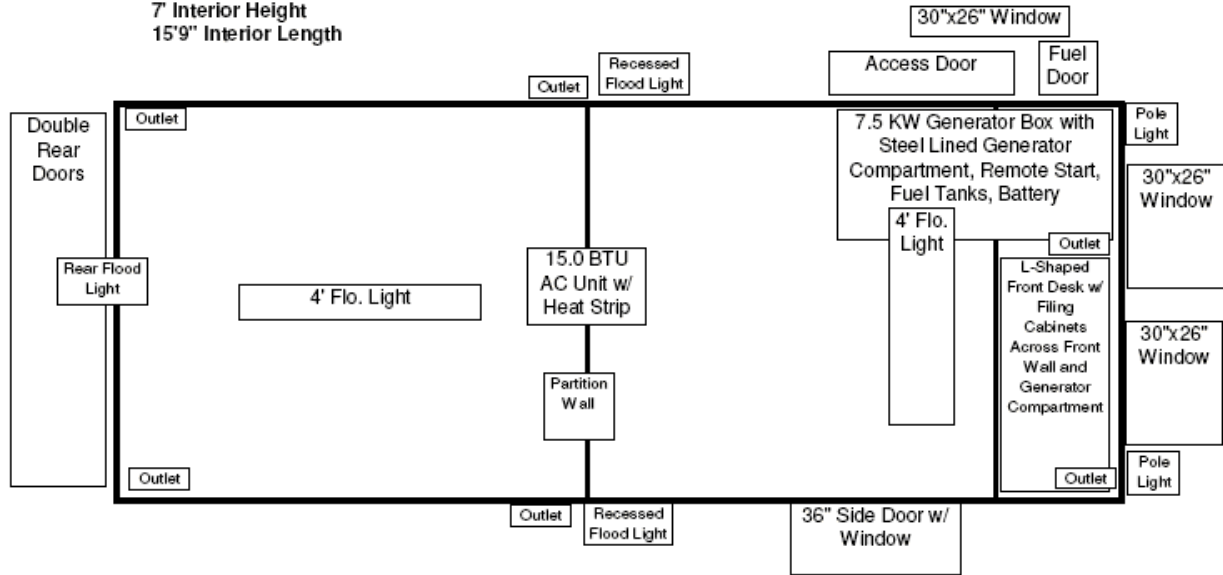 7' Interior Height
15'9" Interior Length
30"x26" Window
Recessed
Flood Light
Access Door
Fuel
Door
Outlet
Double
Rear
Doors
Outlet
7.5 KW Generator Box with
Steel Lined Generator
Compartment, Remote Start,
Fuel Tanks, Battery
Pole
Light
30"x26"
Window
4' Flo.
Light
Outlet
Rear Flood
Light
4' Flo. Light
15.0 BTU
AC Unit w/
Heat Strip
L-Shaped
Front Desk w/
Filing
Cabinets
Across Front
Wall and
Generator
Compartment
30"x26"
Window
Partition
Wall
Outlet
Outlet
Pole
Light
Outlet
Recessed
Flood Light
36" Side Door w/
Window